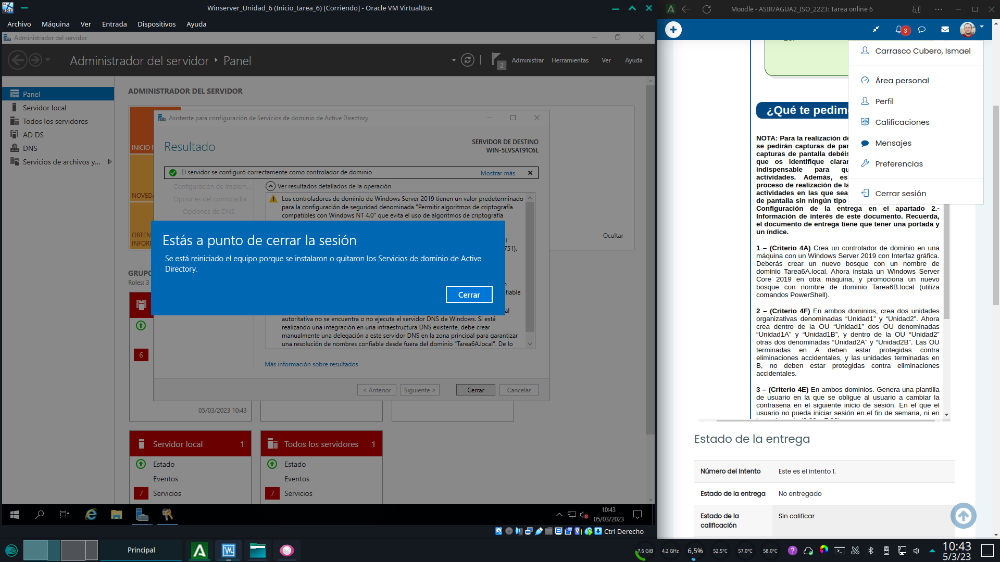 Winserver_Unidad_6 (Inicio_tarea_6) [Corriendo] - Oracle VM VirtualBox
Archivo Máquina Ver Entrada Dispositivos Ayuda
Administrador del servidor
Administrador del servidor ‣ Panel
2
Administrar Herramientas Ver Ayuda
Panel
Servidor local
Todos los servidores
AD DS
DNS
Servicios de archivos y...
ADMINISTRADOR DEL SERVIDOR
INICIO
NOVED
OBTEN
INFOR
Ocultar
Asistente para configuración de Servicios de dominio de Active Directory
Resultado
SERVIDOR DE DESTINO
WIN-5LVSAT91C6L
El servidor se configuró correctamente como controlador de dominio
Mostrar más
Configuración de implem...
Opciones del controlador...
Opciones de DNS
Ver resultados detallados de la operación
Los controladores de dominio de Windows Server 2019 tienen un valor predeterminado
para la configuración de seguridad denominada "Permitir algoritmos de criptografía
compatibles con Windows NT 4.0" que evita el uso de algoritmos de criptografía
751).
fiable
al
autoritativa no se encuentra o no ejecuta el servidor DNS de Windows. Si está
realizando una integración en una infraestructura DNS existente, debe crear
manualmente una delegación a este servidor DNS en la zona principal para garantizar
una resolución de nombres confiable desde fuera del dominio "Tarea6A.local". De lo
Más información sobre resultados
< Anterior Siguiente > Cerrar Cancelar
Estás a punto de cerrar la sesión
Se está reiniciado el equipo porque se instalaron o quitaron los Servicios de dominio de Active
Directory.
Cerrar
GRUPO
Roles: 3
6
05/03/2023 10:43
Servidor local 1
Estado
Eventos
7 Servicios
Todos los servidores 1
Estado
Eventos
7 Servicios
10:43
05/03/2023
Ctrl Derecho
Moodle - ASIR/AGUA2_ISO_2223: Tarea online 6
3
Carrasco Cubero, Ismael
Área personal
Perfil
Calificaciones
Mensajes
Preferencias
Cerrar sesión
¿Qué te pedim
NOTA: Para la realización de
se pedirán capturas de pan
capturas de pantalla debéis
que os identifique claran
indispensable para qu
actividades. Además, es
proceso de realización de la
actividades en las que sea
de pantalla sin ningún tipo
Configuración de la entrega en el apartado 2.-
Información de interés de este documento. Recuerda,
el documento de entrega tiene que tener una portada y
un índice.
1 – (Criterio 4A) Crea un controlador de dominio en una
máquina con un Windows Server 2019 con Interfaz gráfica.
Deberás crear un nuevo bosque con un nombre de
dominio Tarea6A.local. Ahora instala un Windows Server
Core 2019 en otra máquina, y promociona un nuevo
bosque con nombre de dominio Tarea6B.local (utiliza
comandos PowerShell).
2 – (Criterio 4F) En ambos dominios, crea dos unidades
organizativas denominadas “Unidad1” y “Unidad2”. Ahora
crea dentro de la OU “Unidad1” dos OU denominadas
“Unidad1A” y “Unidad1B”, y dentro de la OU “Unidad2”
otras dos denominadas “Unidad2A” y “Unidad2B”. Las OU
terminadas en A deben estar protegidas contra
eliminaciones accidentales, y las unidades terminadas en
B, no deben estar protegidas contra eliminaciones
accidentales.
3 – (Criterio 4E) En ambos dominios. Genera una plantilla
de usuario en la que se obligue al usuario a cambiar la
contraseña en el siguiente inicio de sesión. En el que el
usuario no pueda iniciar sesión en el fin de semana, ni en
Estado de la entrega
Número del intento Este es el intento 1.
Estado de la entrega No entregado
Estado de la calificación Sin calificar
Principal
7,6 GiB 4,2 GHz 6,5% 52,5°C 57,0°C 58,0°C
10:43
5/3/23